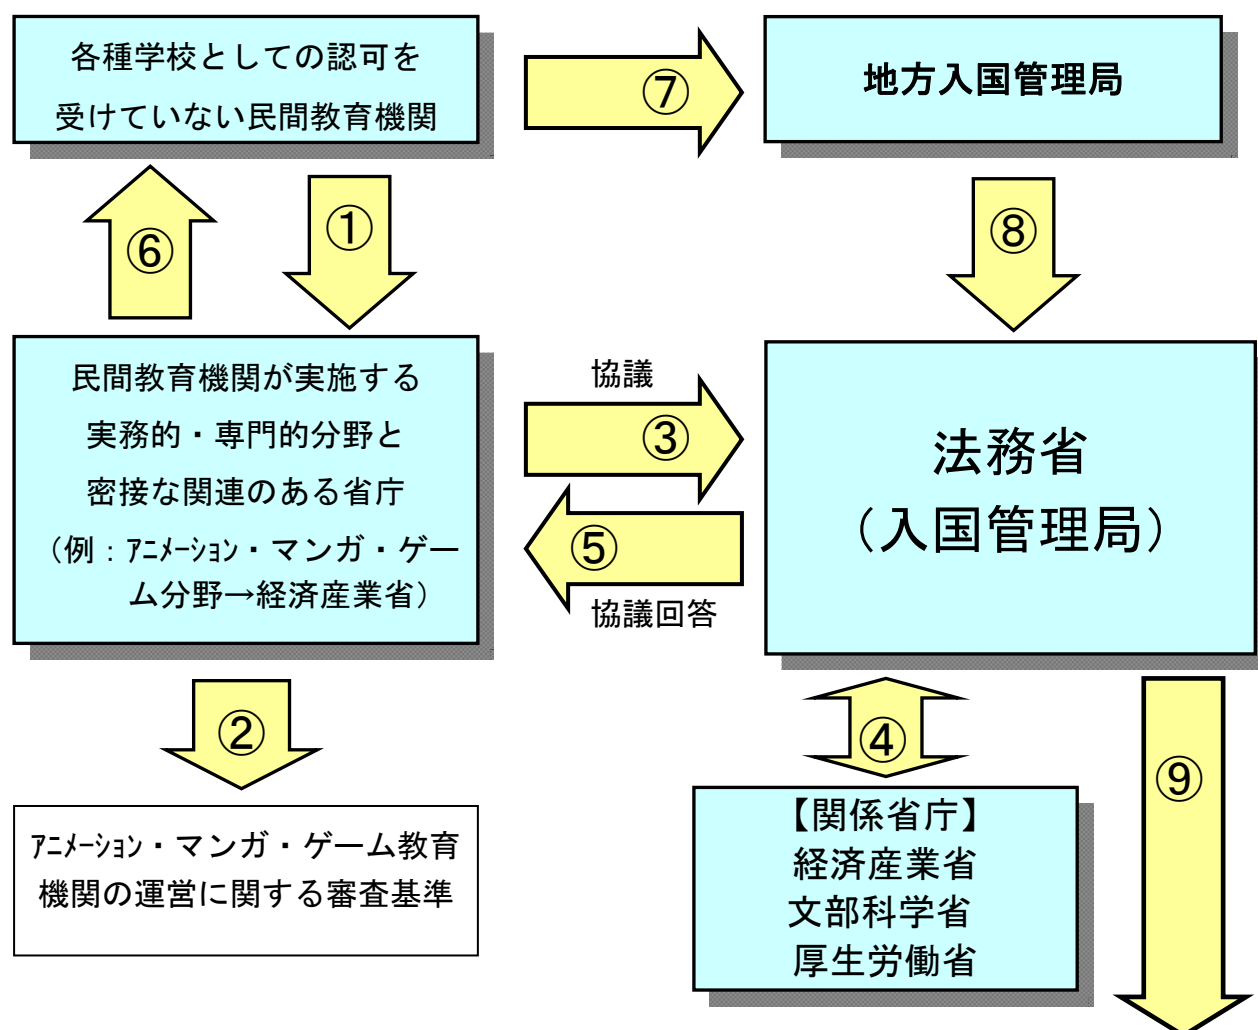 各種学校としての認可を
受けていない民間教育機関
⑦
地方入国管理局
⑥
①
⑧
民間教育機関が実施する
実務的・専門的分野と
密接な関連のある省庁
（例：ｱﾆﾒｰｼｮﾝ・マンガ・ゲー
ム分野→経済産業省）
協議
③
⑤
協議回答
法務省
（入国管理局）
②
④
⑨
ｱﾆﾒｰｼｮﾝ・マンガ・ゲーム教育
機関の運営に関する審査基準
【関係省庁】
経済産業省
文部科学省
厚生労働省